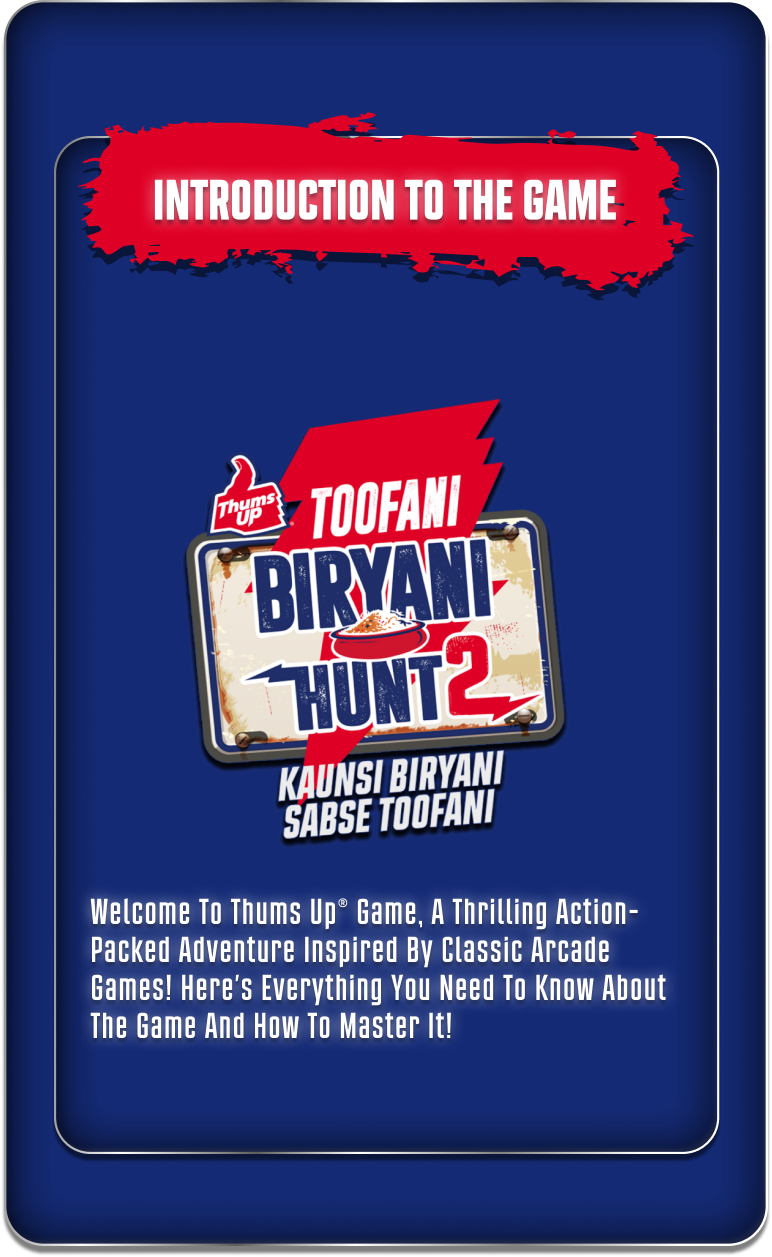 INTRODUCTION TO THE GAME
Thums
Up
TOOFANI
BIRYANI
HUNT 2
KAUNSI BIRYANI
SABSE TOOFANI
Welcome To Thums Up® Game, A Thrilling Action-
Packed Adventure Inspired By Classic Arcade
Games! Here's Everything You Need To Know About
The Game And How To Master It!